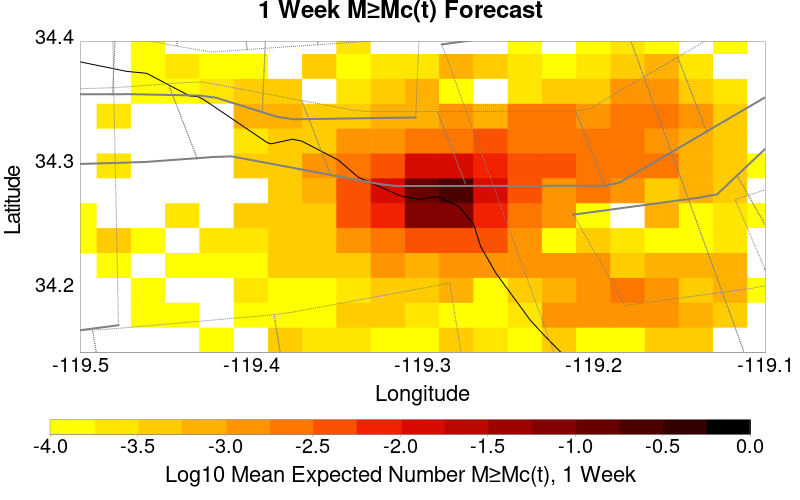 1 Week M≥Mc(t) Forecast
34.4
34.3
34.2
Latitude
-119.5 -119.4 -119.3 -119.2 -119.1
Longitude
-4.0 -3.5 -3.0 -2.5 -2.0 -1.5 -1.0 -0.5 0.0
Log10 Mean Expected Number M≥Mc(t), 1 Week